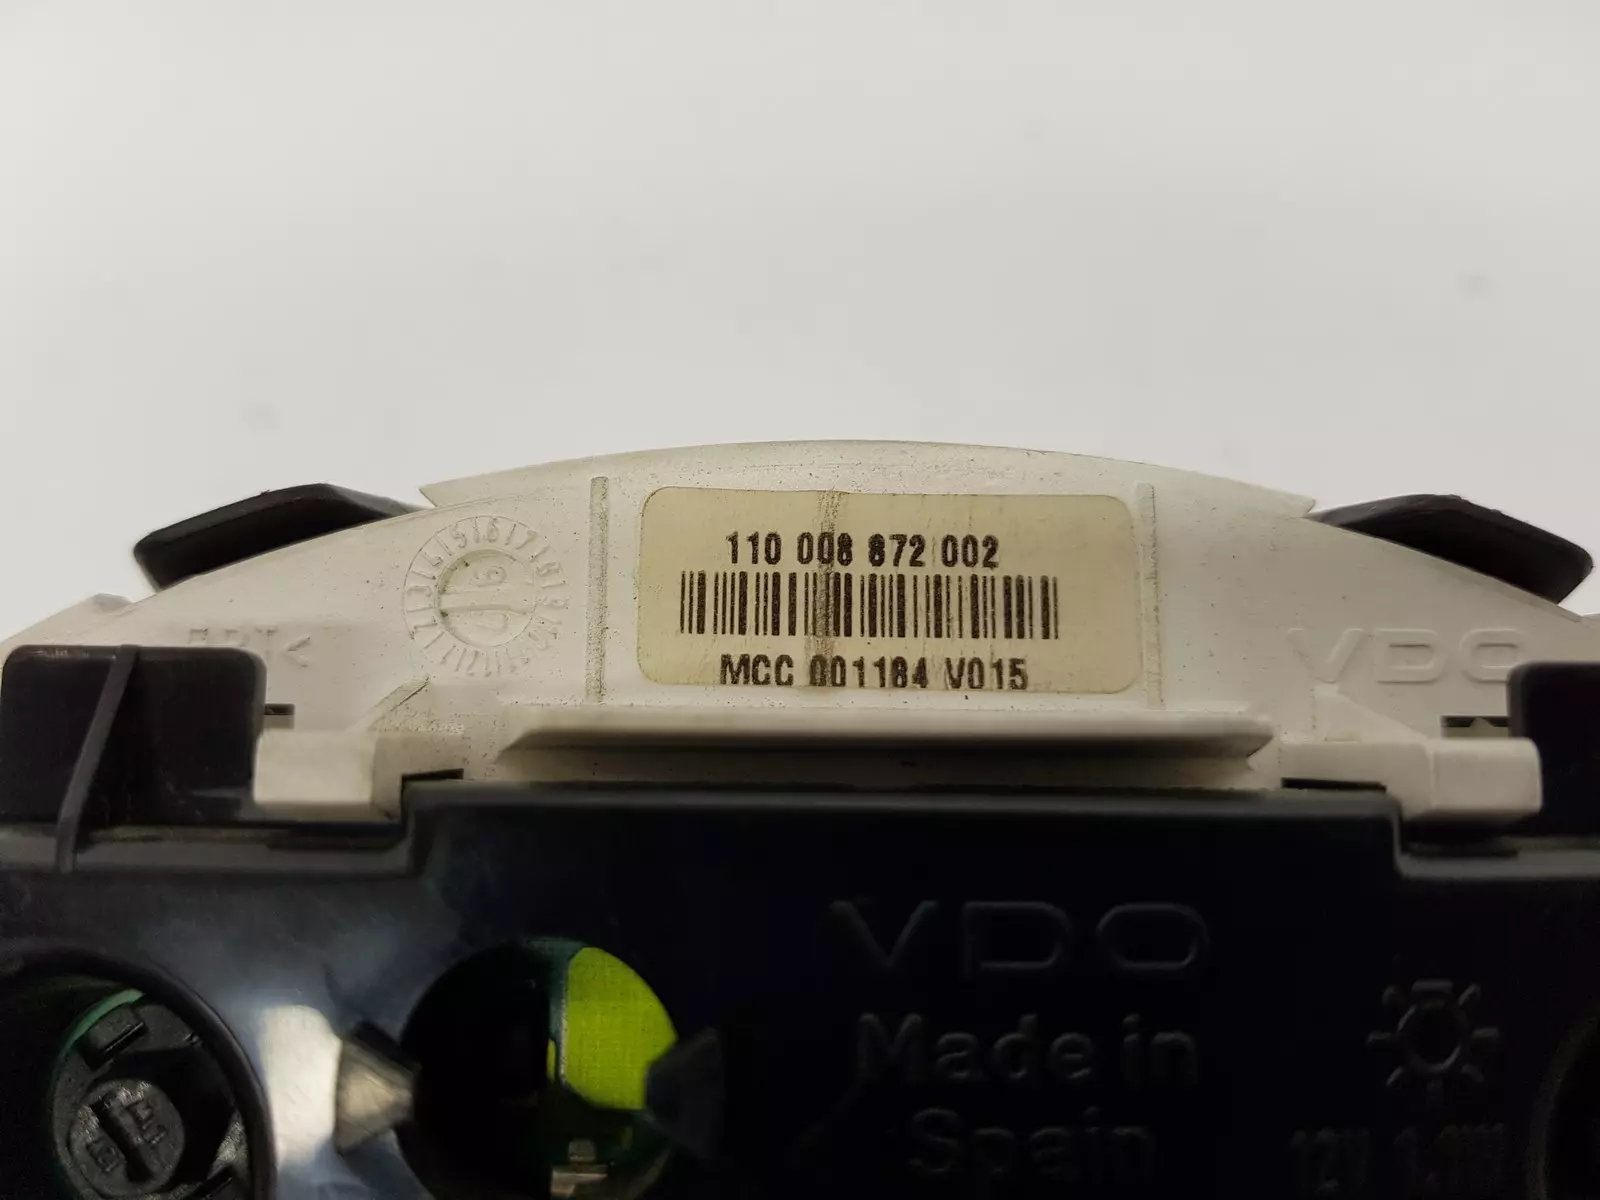 110 008 872 002
MCC 001184 V015
VDO
VDO
Made in
Spain